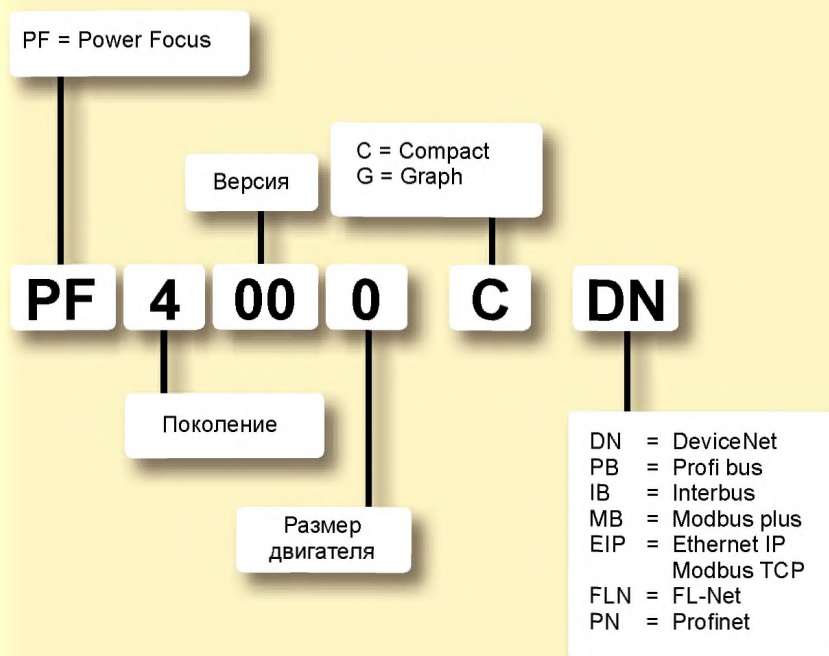 PF = Power Focus
C = Compact
G = Graph
Версия
PF 4 00 0 C DN
Поколение
Размер
двигателя
DN = DeviceNet
PB = Profi bus
IB = Interbus
MB = Modbus plus
EIP = Ethernet IP
Modbus TCP
FLN = FL-Net
PN = Profinet